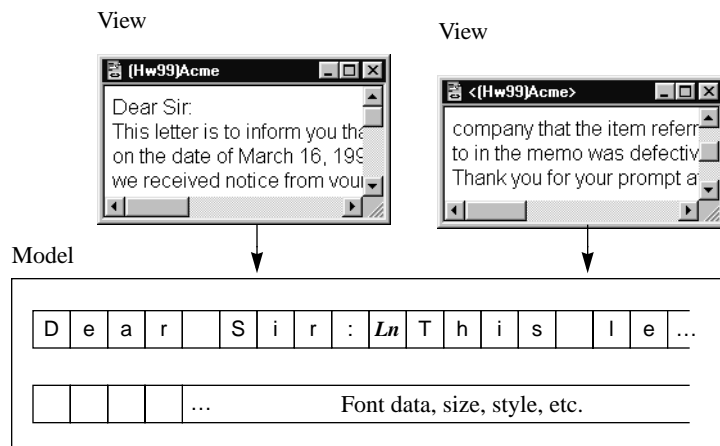 View
View
(Hw99)Acme
<(Hw99)Acme>
Dear Sir:
This letter is to inform you tha
on the date of March 16, 199
we received notice from your
company that the item referr
to in the memo was defectiv
Thank you for your prompt a
Model
D e a r S i r : Ln T h i s l e ...
... Font data, size, style, etc.